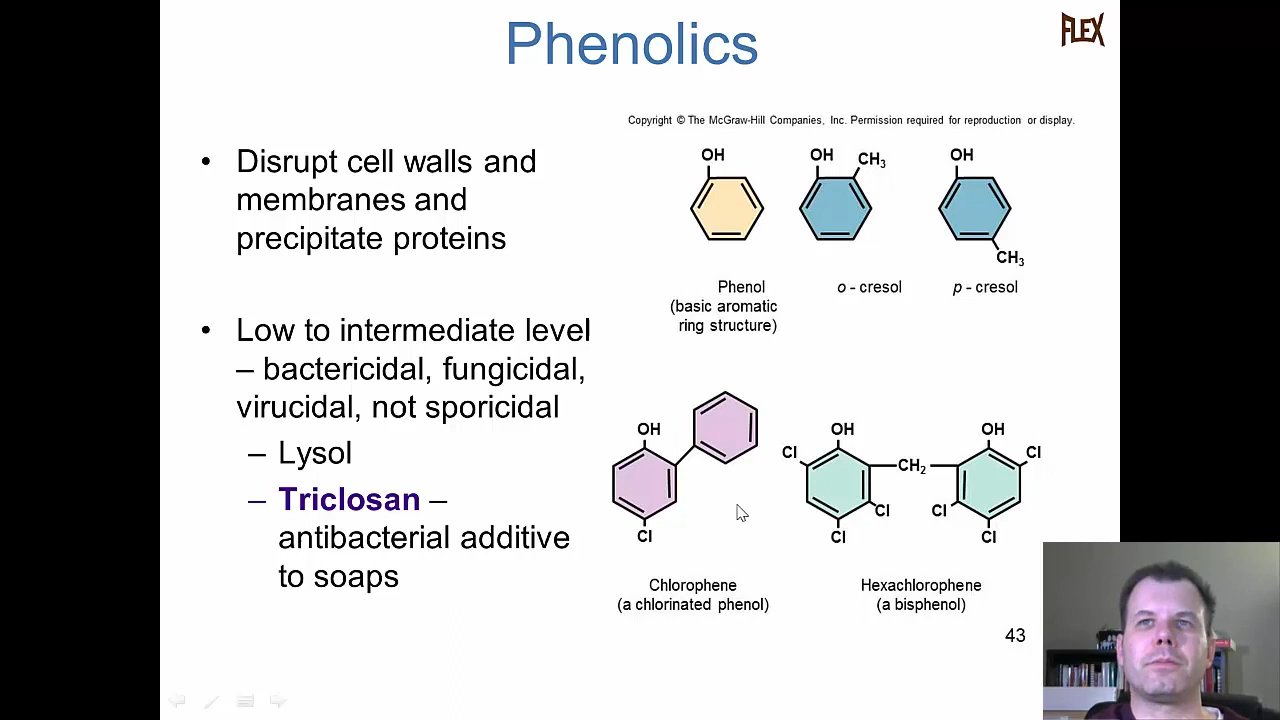 Phenolics
FLEX
Copyright © The McGraw-Hill Companies, Inc. Permission required for reproduction or display.
• Disrupt cell walls and
membranes and
precipitate proteins
• Low to intermediate level
– bactericidal, fungicidal,
virucidal, not sporicidal
– Lysol
– Triclosan –
antibacterial additive
to soaps
OH
OH
CH3
OH
CH3
Phenol
(basic aromatic
ring structure)
o - cresol
p - cresol
OH
Cl
Chlorophene
(a chlorinated phenol)
OH
OH
Cl
Cl
CH2
Cl
Cl
Cl
Cl
Hexachlorophene
(a bisphenol)
43